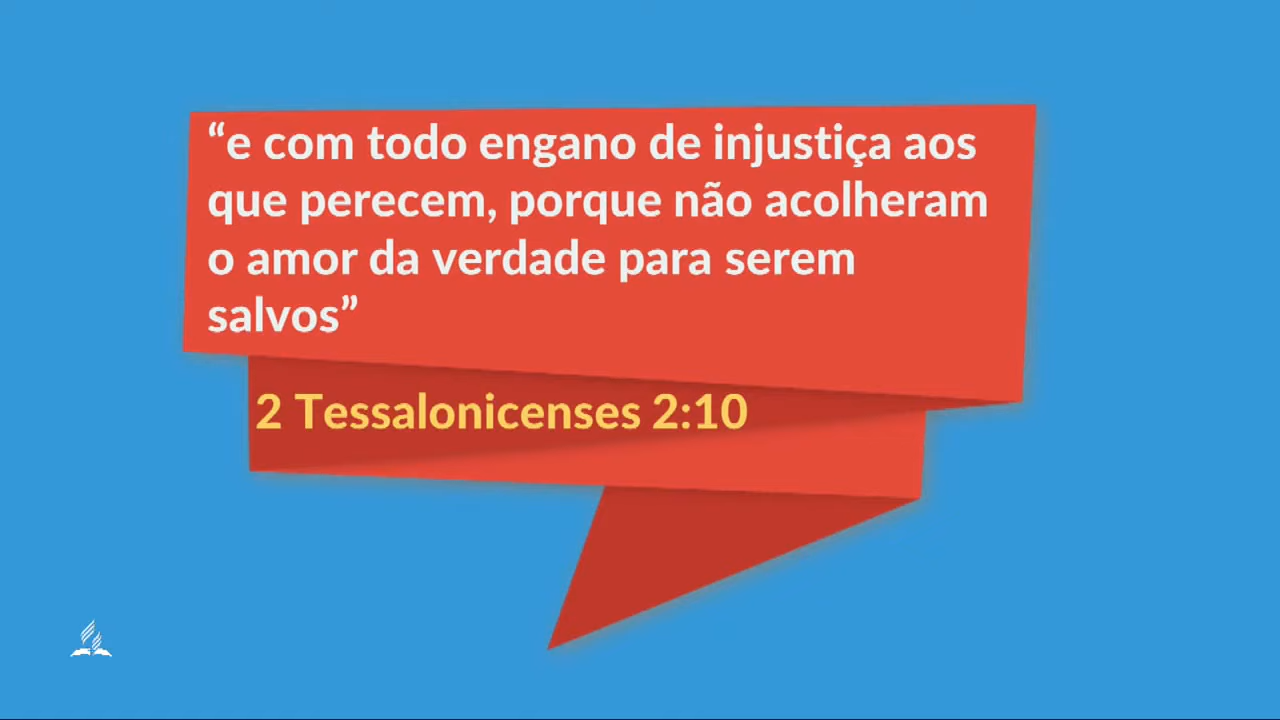 “e com todo engano de injustiça aos
que perecem, porque não acolheram
o amor da verdade para serem
salvos”
2 Tessalonicenses 2:10